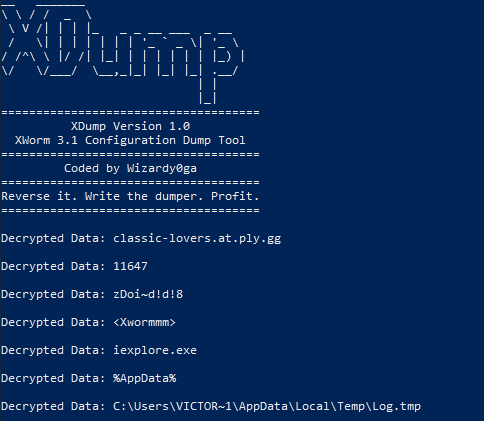 XDump
=====================================
XDump Version 1.0
XWorm 3.1 Configuration Dump Tool
=====================================
Coded by Wizardy0ga
=====================================
Reverse it. Write the dumper. Profit.
=====================================
Decrypted Data: classic-lovers.at.ply.gg
Decrypted Data: 11647
Decrypted Data: zDoi~d!d!8
Decrypted Data: <Xwormmm>
Decrypted Data: iexplore.exe
Decrypted Data: %AppData%
Decrypted Data: C:\Users\VICTOR~1\AppData\Local\Temp\Log.tmp